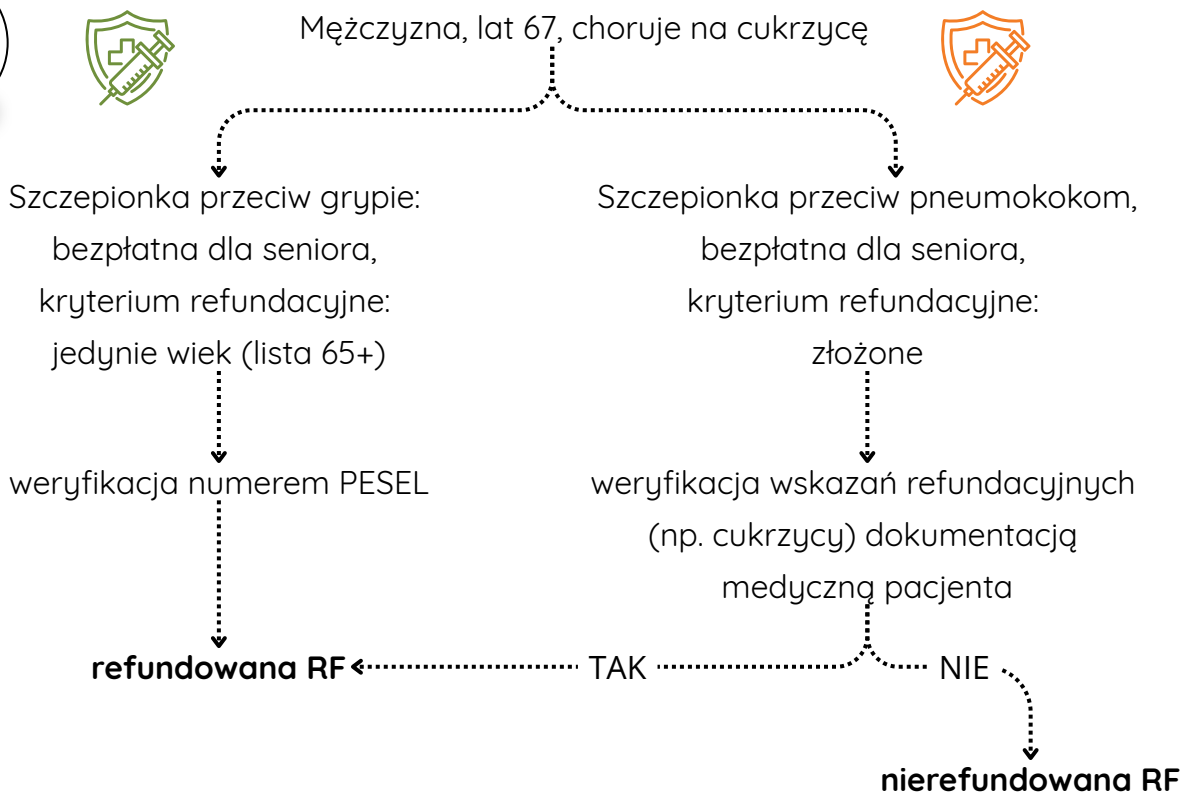 Mężczyzna, lat 67, choruje na cukrzycę
Szczepionka przeciw grypie:
bezpłatna dla seniora,
kryterium refundacyjne:
jedynie wiek (lista 65+)
weryfikacja numerem PESEL
Szczepionka przeciw pneumokokom,
bezpłatna dla seniora,
kryterium refundacyjne:
złożone
weryfikacja wskazań refundacyjnych
(np. cukrzycy) dokumentacją
medyczną pacjenta
refundowana RF
TAK
NIE
nierefundowana RF